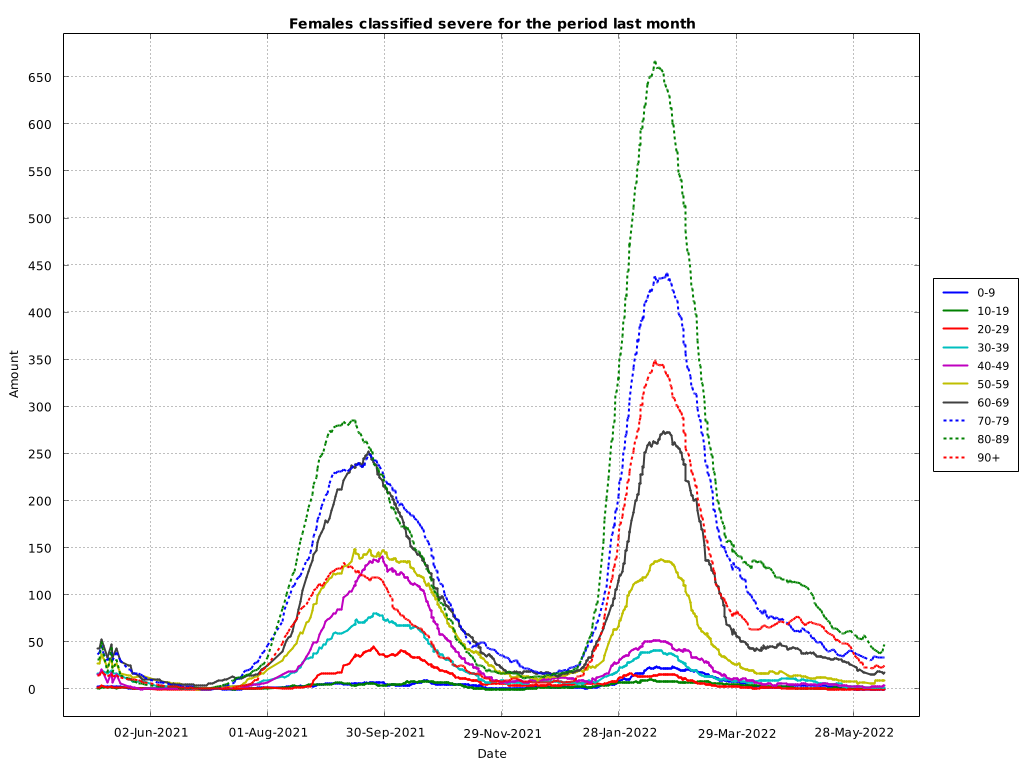 Females classified severe for the period last month
650
600
550
500
450
400
350
300
250
200
150
100
50
0
Amount
02-Jun-2021
01-Aug-2021
30-Sep-2021
29-Nov-2021
28-Jan-2022
29-Mar-2022
28-May-2022
Date
0-9
10-19
20-29
30-39
40-49
50-59
60-69
70-79
80-89
90+